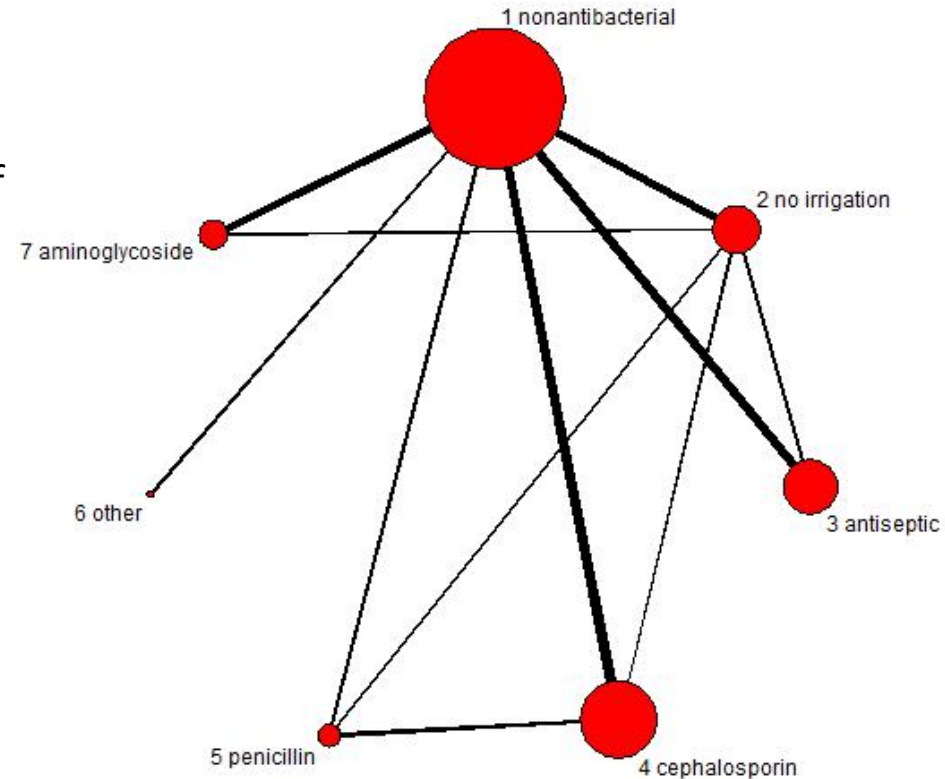 1 nonantibacterial
2 no irrigation
7 aminoglycoside
6 other
3 antiseptic
5 penicillin
4 cephalosporin